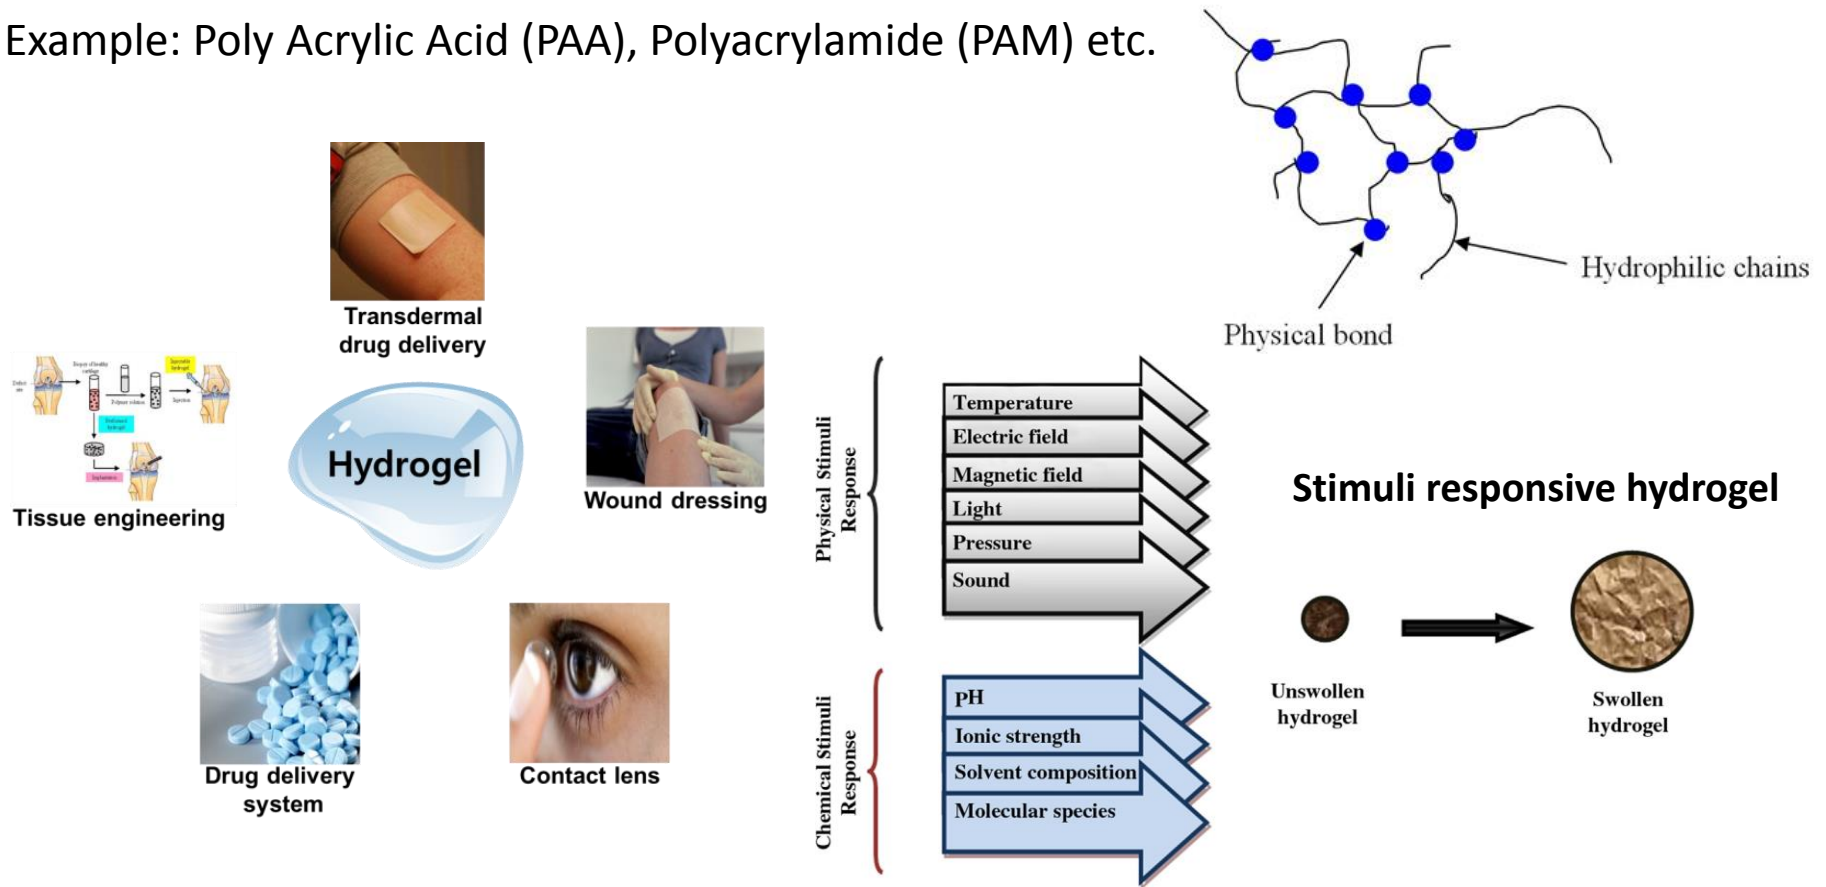 Example: Poly Acrylic Acid (PAA), Polyacrylamide (PAM) etc.
Hydrophilic chains
Physical bond
Transdermal
drug delivery
Tissue engineering
Hydrogel
Wound dressing
Drug delivery
system
Contact lens
Physical Stimuli
Response
Temperature
Electric field
Magnetic field
Light
Pressure
Sound
Chemical Stimuli
Response
pH
Ionic strength
Solvent composition
Molecular species
Stimuli responsive hydrogel
Unswollen
hydrogel
Swollen
hydrogel